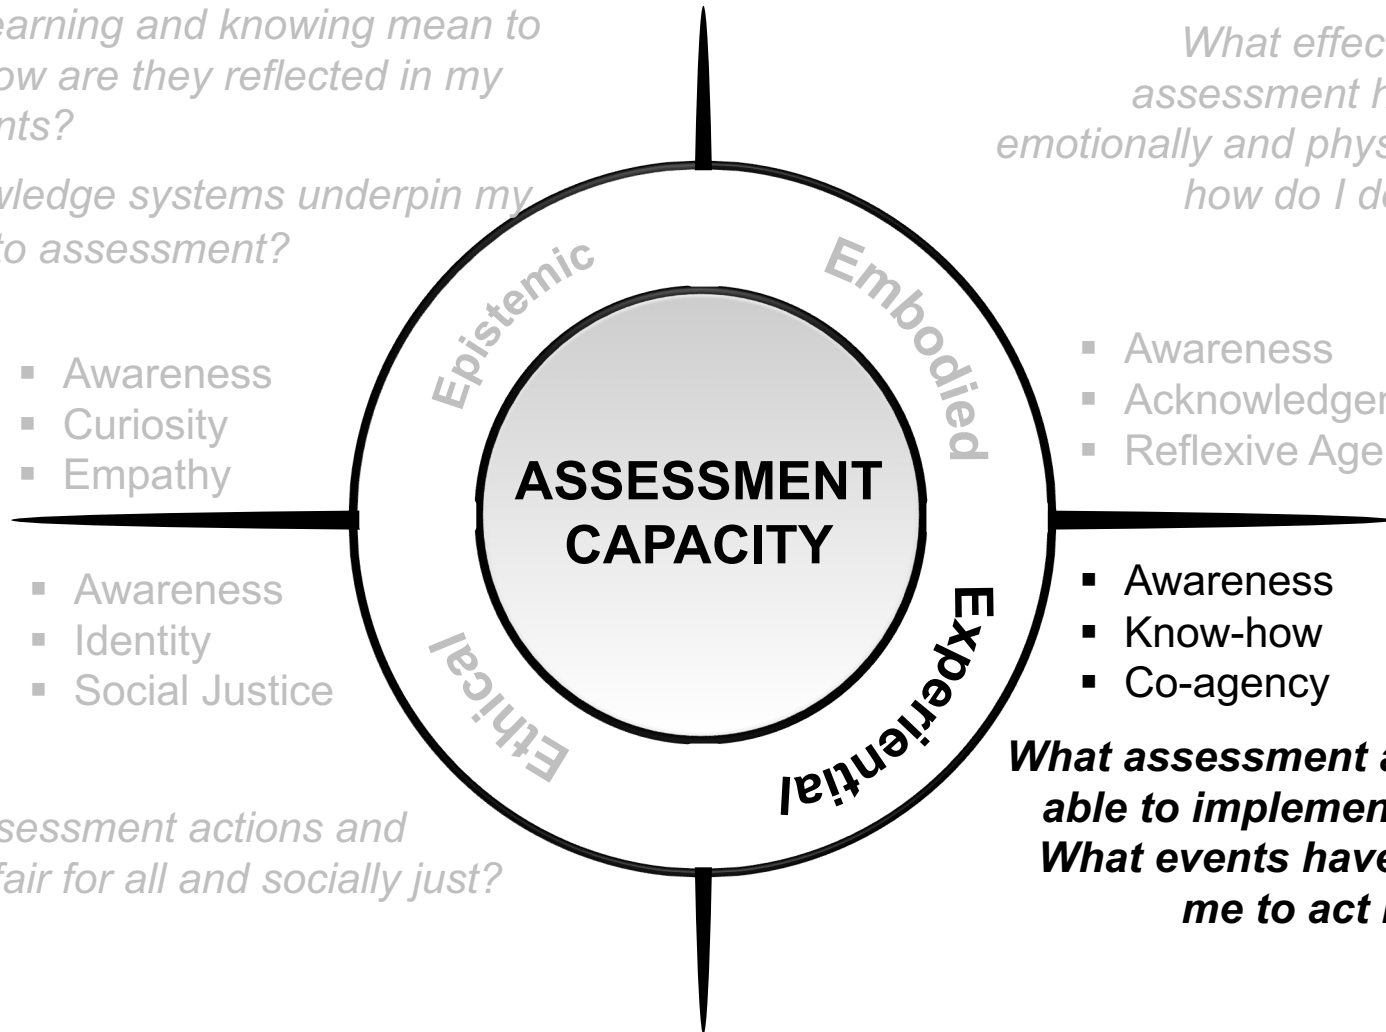 earning and knowing mean to
ow are they reflected in my
nts?
wledge systems underpin my
to assessment?
What effec
assessment h
emotionally and phys
how do I de
Epistemic
Embodied
▪ Awareness
▪ Curiosity
▪ Empathy
▪ Awareness
▪ Acknowledger
▪ Reflexive Age
ASSESSMENT
CAPACITY
▪ Awareness
▪ Identity
▪ Social Justice
▪ Awareness
▪ Know-how
▪ Co-agency
Ethical
Experiential
sessment actions and
fair for all and socially just?
What assessment a
able to implemen
What events have
me to act i